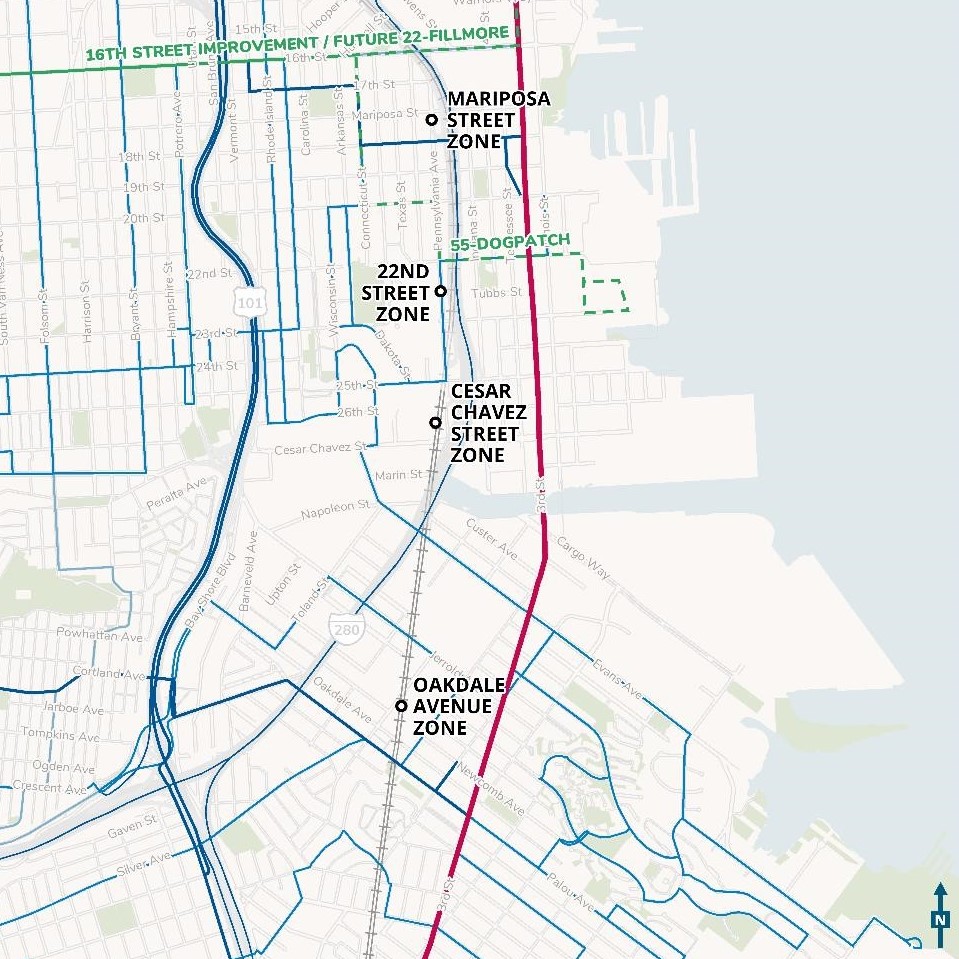 Hooper St
15th St
16TH STREET IMPROVEMENT / FUTURE 22-FILLMORE
16th St
17th St
Mariposa St
MARIPOSA
STREET
ZONE
San Bruno Ave
Potrero Ave
Vermont St
Rhode Island St
Carolina St
Arkansas St
18th St
19th St
20th St
Connecticut St
Texas St
Pennsylvania Ave
Indiana St
Tennessee St
Illinois St
55-DOGPATCH
22nd St
22ND
STREET
ZONE
Tubbs St
101
South Van Ness Ave
Folsom St
Harrison St
Bryant St
Hampshire St
Wisconsin St
23rd St
24th St
Dakota St
25th St
26th St
CESAR
CHAVEZ
STREET
ZONE
Cesar Chavez St
Marin St
Peralta Ave
Napoleon St
3rd St
Custer Ave
Cargo Way
Bay Shore Blvd
Barneveld Ave
Upton St
Toland St
280
Powhattan Ave
Cortland Ave
Jarboe Ave
Tompkins Ave
Ogden Ave
Crescent Ave
Jerrold
Evans Ave
Oakdale Ave
OAKDALE
AVENUE
ZONE
Newcomb Ave
Gaven St
Silver Ave
Palou Ave
3rd St
N